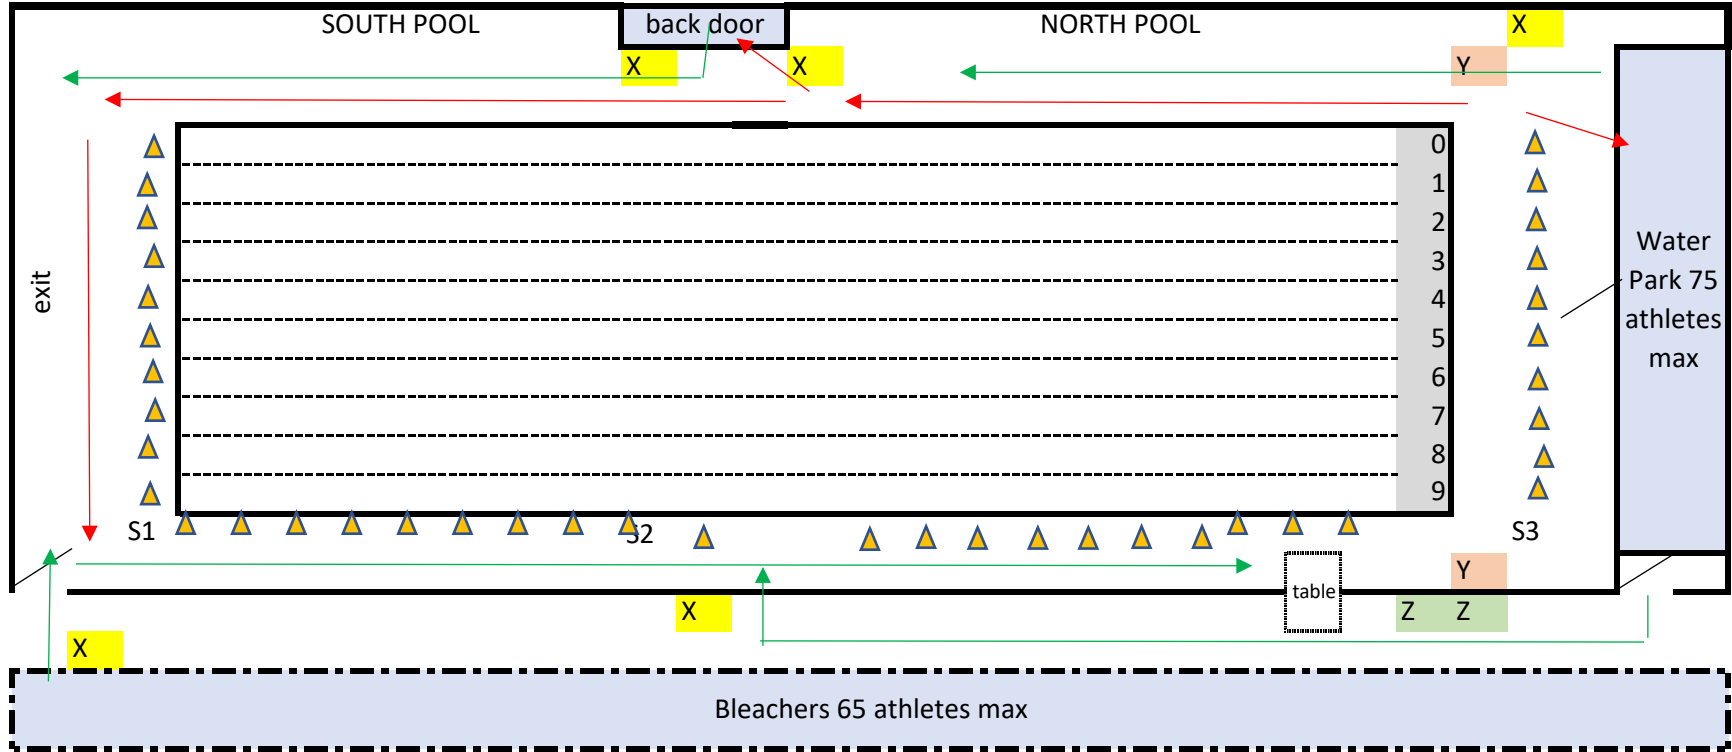 SOUTH POOL
back door
NORTH POOL
X
X
X
Y
0
1
2
3
4
5
6
7
8
9
exit
Water
Park 75
athletes
max
S1
S2
S3
Y
table
X
Z
Z
X
Bleachers 65 athletes max